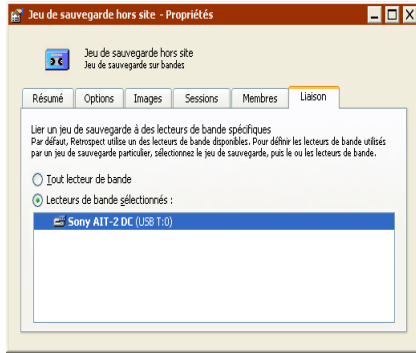 Jeu de sauvegarde hors site - Propriétés
Jeu de sauvegarde hors site
Jeu de sauvegarde sur bandes
Résumé Options Images Sessions Membres Liaison
Lier un jeu de sauvegarde à des lecteurs de bande spécifiques
Par défaut, Retrospect utilise un des lecteurs de bande disponibles. Pour définir les lecteurs de bande utilisés
par un jeu de sauvegarde particulier, sélectionnez le jeu de sauvegarde, puis le ou les lecteurs de bande.
Tout lecteur de bande
Lecteurs de bande sélectionnés :
Sony AIT-2 DC (USB T:0)